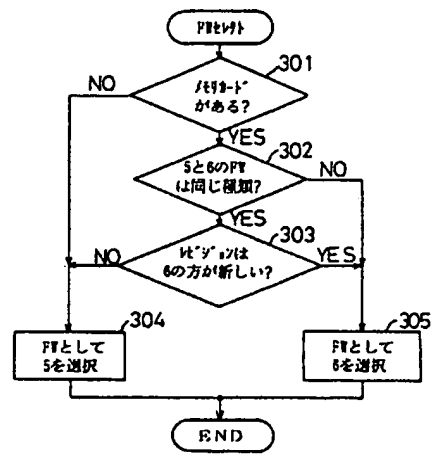 FWセレクト
301
メモリカード
がある?
NO
YES
302
5と6のFW
は同じ種類?
NO
YES
303
レビジョンは
6の方が新しい?
NO
YES
304
FWとして
5を選択
305
FWとして
6を選択
END